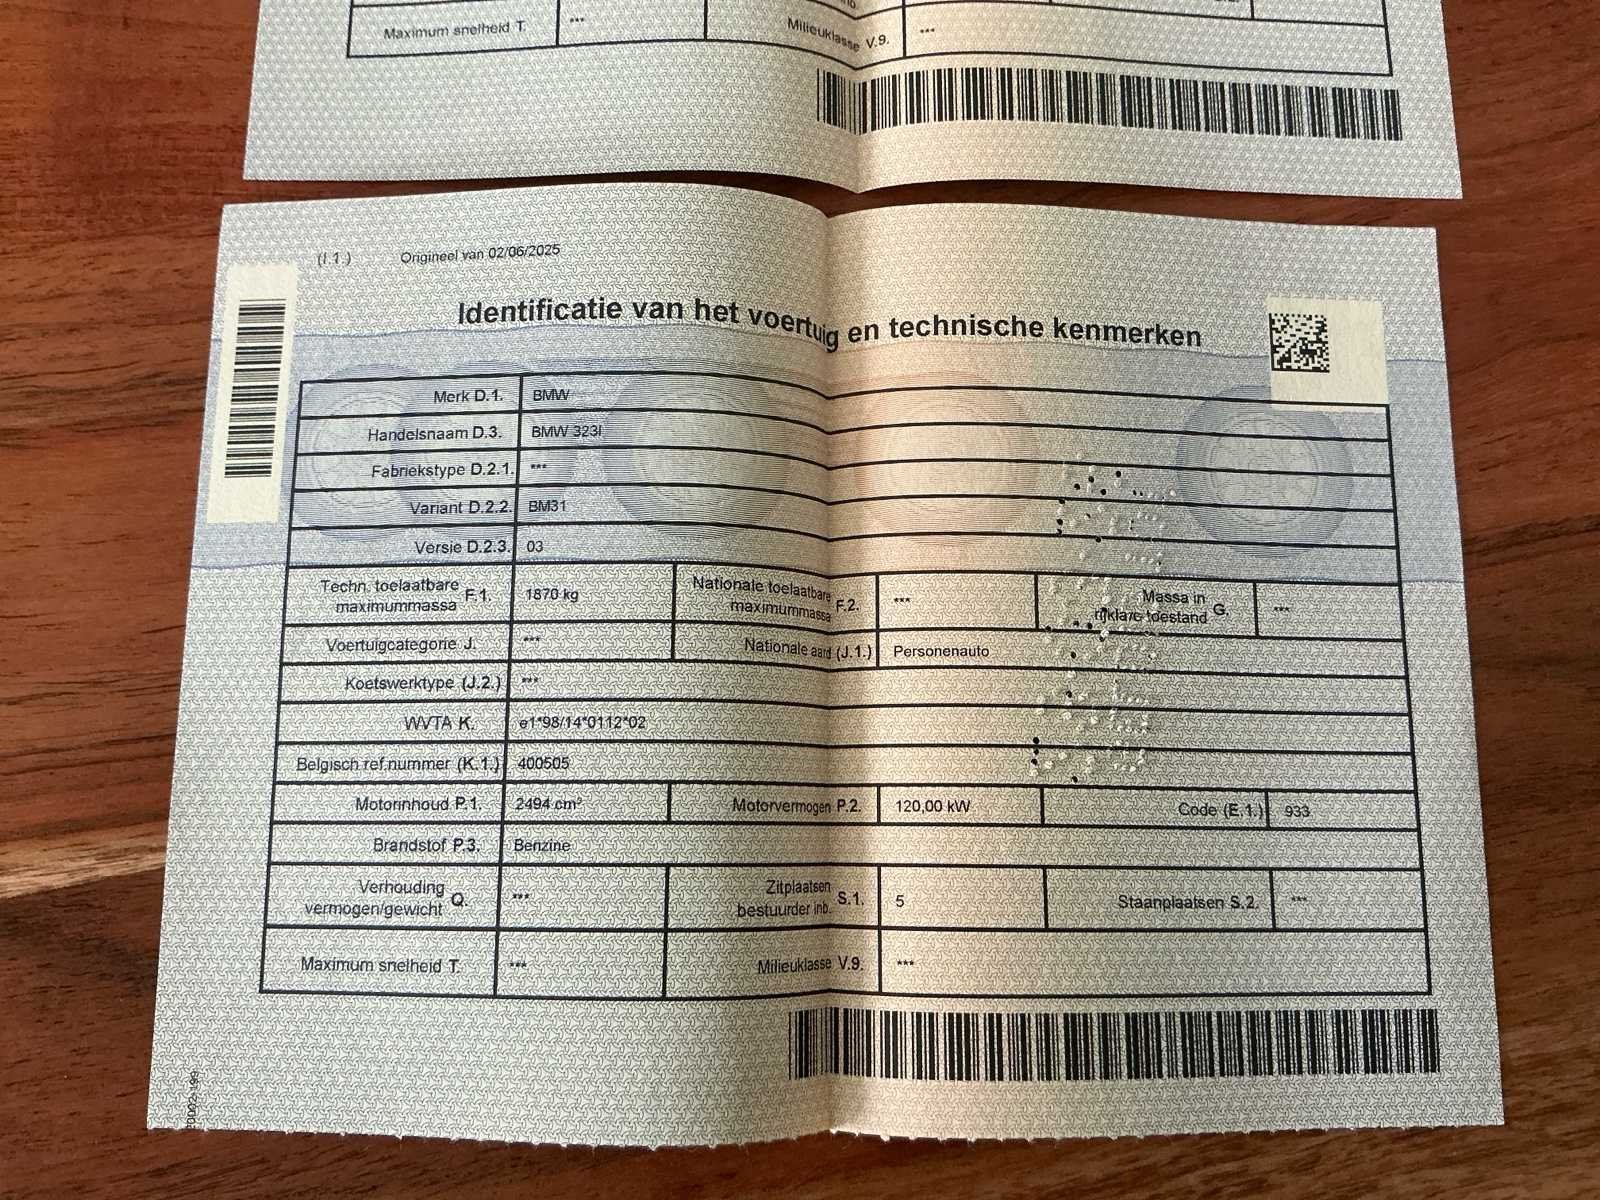 Maximum snelheid T. *** Milieuklasse V.9. ***
(I.1.) Origineel van 02/06/2025
Identificatie van het voertuig en technische kenmerken
Merk D.1. BMW
Handelsnaam D.3. BMW 323I
Fabriekstype D.2.1. ***
Variant D.2.2. BM31
Versie D.2.3. 03
Techn. toelaatbare maximummassa F.1. 1870 kg Nationale toelaatbare maximummassa F.2. *** Massa in rijklare toestand G. ***
Voertuigcategorie J. *** Nationale aard (J.1.) Personenauto
Koetswerktype (J.2.) ***
WVTA K. e1*98/14*0112*02
Belgisch ref.nummer (K.1.) 400505
Motorinhoud P.1. 2494 cm³ Motorvermogen P.2. 120,00 kW Code (E.1.) 933
Brandstof P.3. Benzine
Verhouding vermogen/gewicht Q. *** Zitplaatsen bestuurder inb. S.1. 5 Staanplaatsen S.2. ***
Maximum snelheid T. *** Milieuklasse V.9. ***